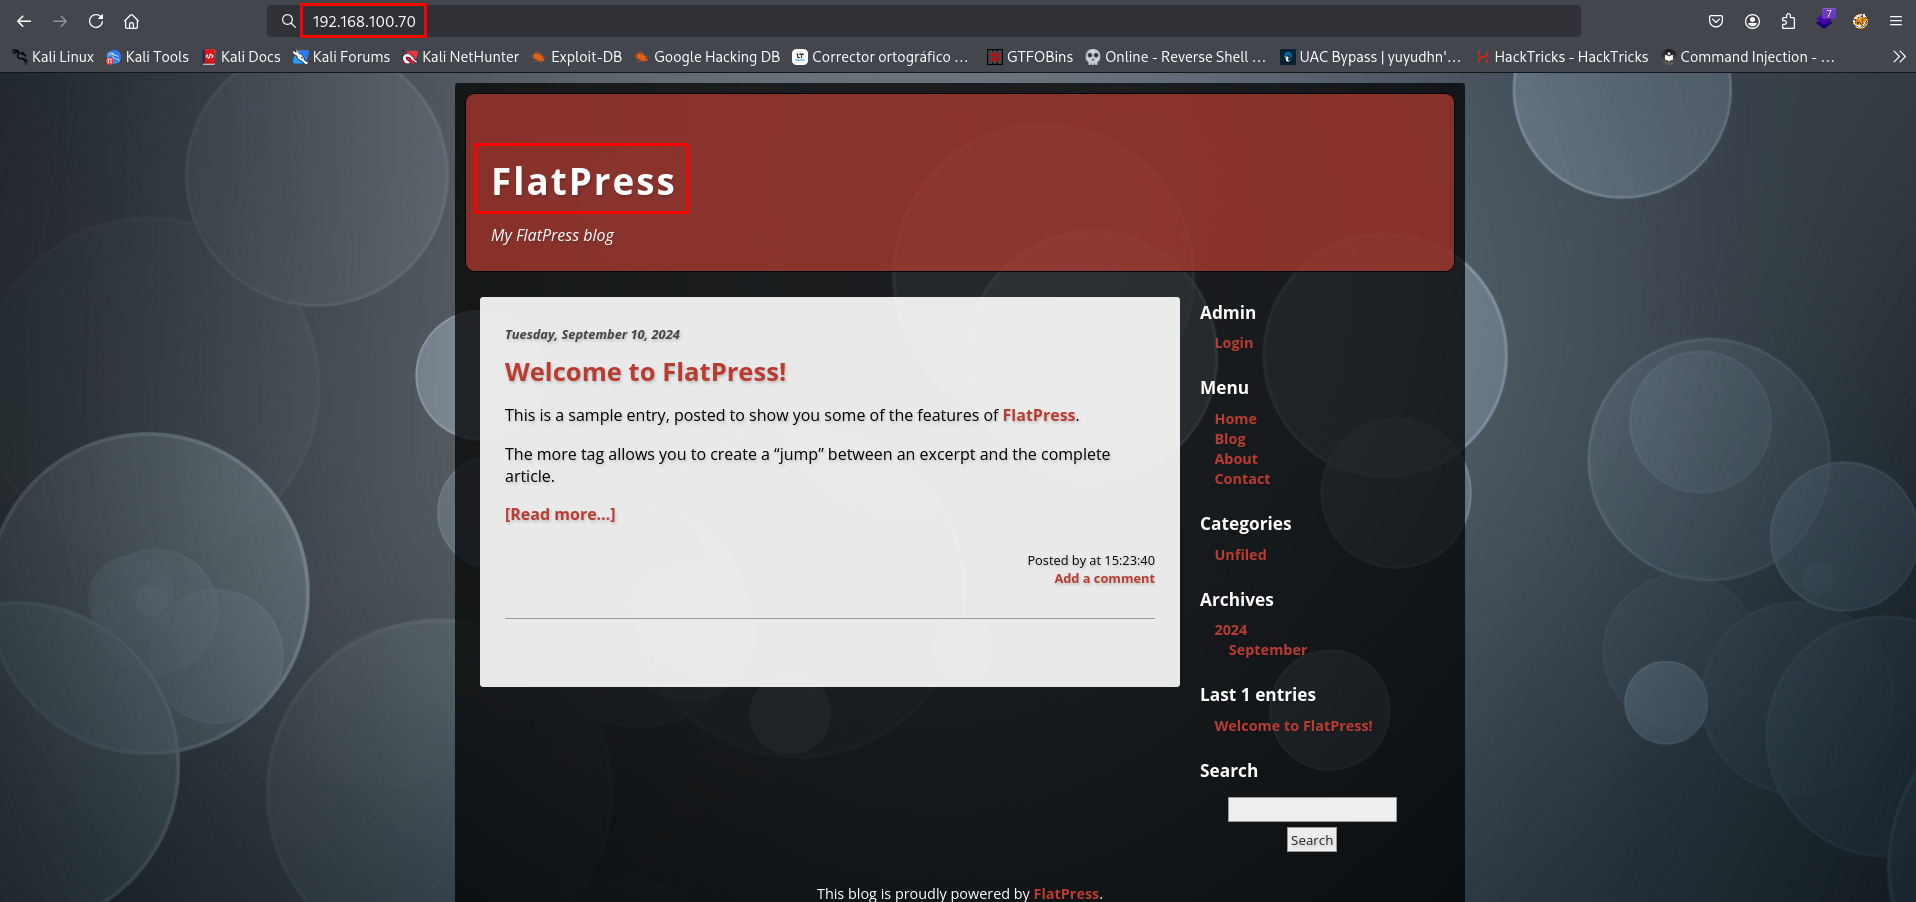 192.168.100.70
7
Kali Linux
Kali Tools
Kali Docs
Kali Forums
Kali NetHunter
Exploit-DB
Google Hacking DB
Corrector ortográfico …
GTFOBins
Online - Reverse Shell …
UAC Bypass | yuyudhn'…
HackTricks - HackTricks
Command Injection - …
FlatPress
My FlatPress blog
Tuesday, September 10, 2024
Welcome to FlatPress!
This is a sample entry, posted to show you some of the features of FlatPress.
The more tag allows you to create a “jump” between an excerpt and the complete
article.
[Read more…]
Posted by at 15:23:40
Add a comment
Admin
Login
Menu
Home
Blog
About
Contact
Categories
Unfiled
Archives
2024
September
Last 1 entries
Welcome to FlatPress!
Search
Search
This blog is proudly powered by FlatPress.